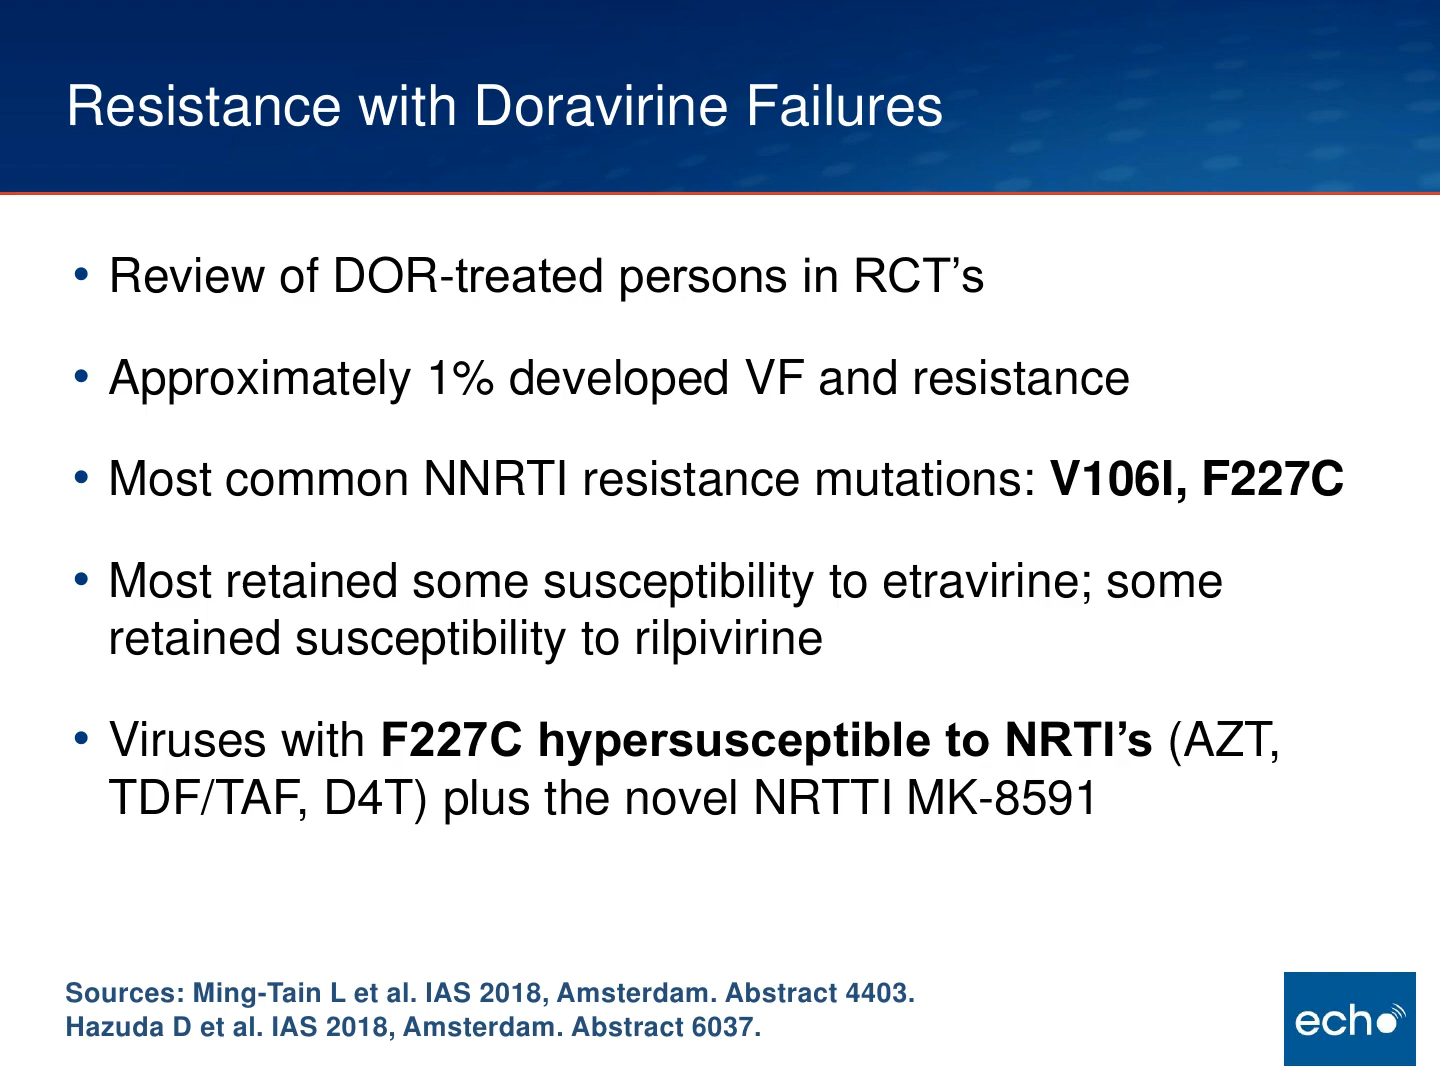 Resistance with Doravirine Failures
• Review of DOR-treated persons in RCT’s
• Approximately 1% developed VF and resistance
• Most common NNRTI resistance mutations: V106I, F227C
• Most retained some susceptibility to etravirine; some
retained susceptibility to rilpivirine
• Viruses with F227C hypersusceptible to NRTI’s (AZT,
TDF/TAF, D4T) plus the novel NRTTI MK-8591
Sources: Ming-Tain L et al. IAS 2018, Amsterdam. Abstract 4403.
Hazuda D et al. IAS 2018, Amsterdam. Abstract 6037.
echo